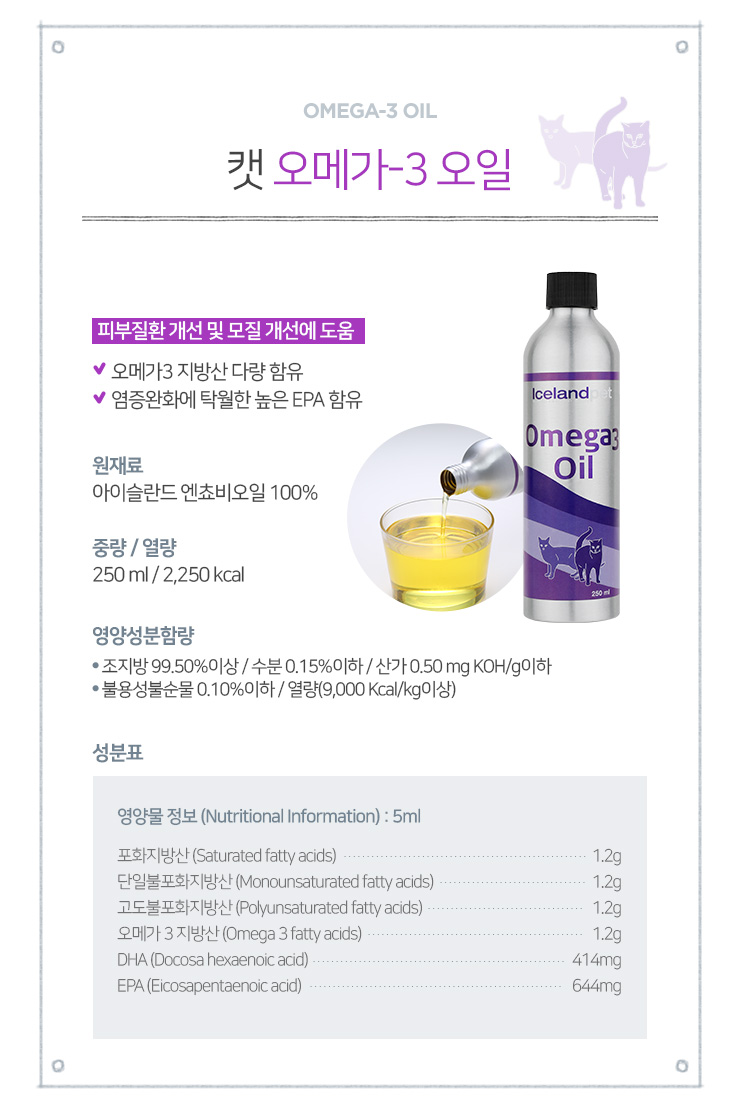 OMEGA-3 OIL
캣 오메가-3 오일
피부질환 개선 및 모질 개선에 도움
오메가3 지방산 다량 함유
염증완화에 탁월한 높은 EPA 함유
Icelandpet
Omega3
Oil
250 ml
원재료
아이슬란드 엔쵸비오일 100%
중량 / 열량
250 ml / 2,250 kcal
영양성분함량
• 조지방 99.50%이상 / 수분 0.15%이하 / 산가 0.50 mg KOH/g이하
• 불용성불순물 0.10%이하 / 열량(9,000 Kcal/kg이상)
성분표
영양물 정보 (Nutritional Information) : 5ml
포화지방산 (Saturated fatty acids) 1.2g
단일불포화지방산 (Monounsaturated fatty acids) 1.2g
고도불포화지방산 (Polyunsaturated fatty acids) 1.2g
오메가 3 지방산 (Omega 3 fatty acids) 1.2g
DHA (Docosa hexaenoic acid) 414mg
EPA (Eicosapentaenoic acid) 644mg